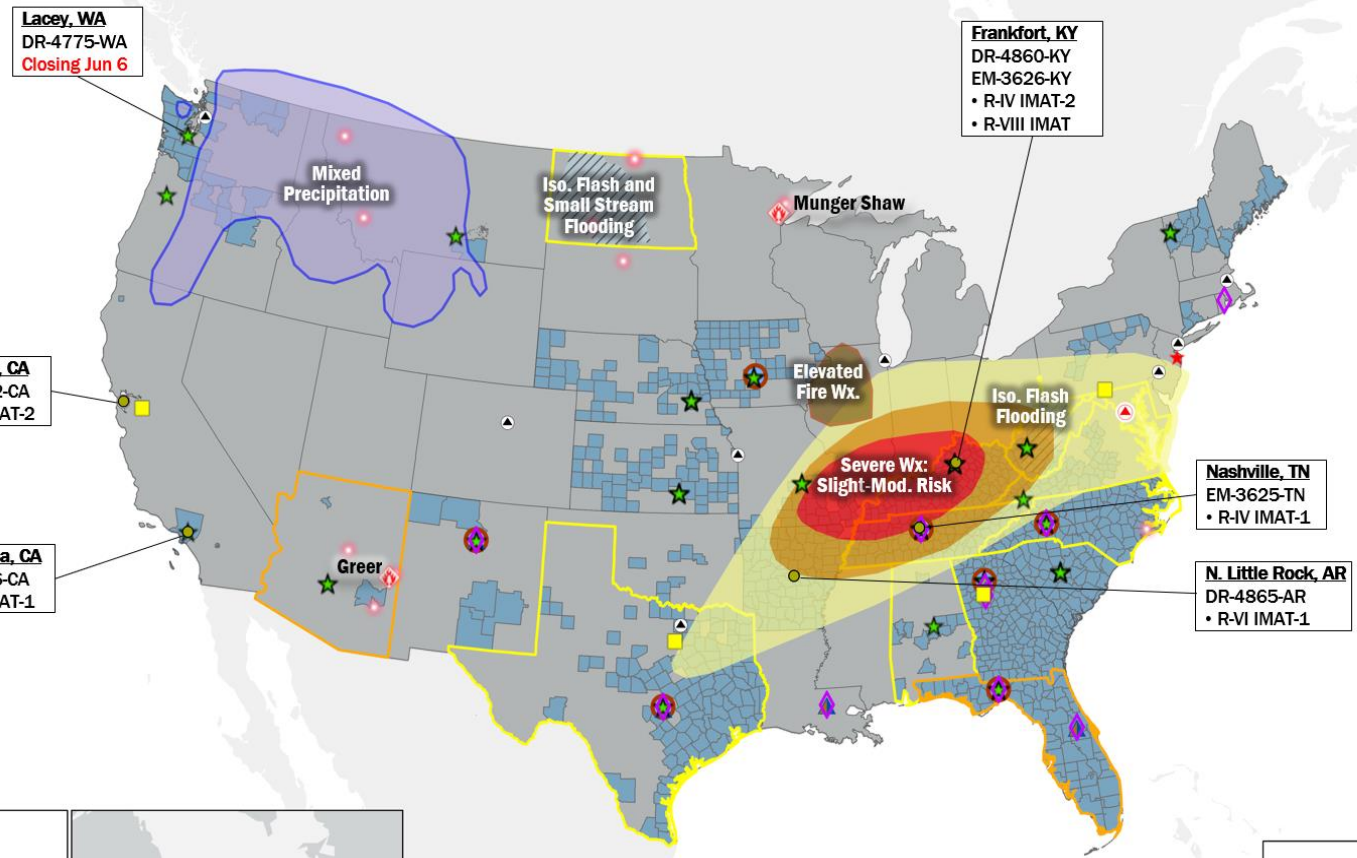 Lacey, WA
DR-4775-WA
Closing Jun 6
Frankfort, KY
DR-4860-KY
EM-3626-KY
• R-IV IMAT-2
• R-VIII IMAT
Mixed
Precipitation
Iso. Flash and
Small Stream
Flooding
Munger Shaw
, CA
2-CA
AT-2
Elevated
Fire Wx.
Iso. Flash
Flooding
Severe Wx:
Slight-Mod. Risk
Nashville, TN
EM-3625-TN
• R-IV IMAT-1
a, CA
-CA
AT-1
Greer
N. Little Rock, AR
DR-4865-AR
• R-VI IMAT-1